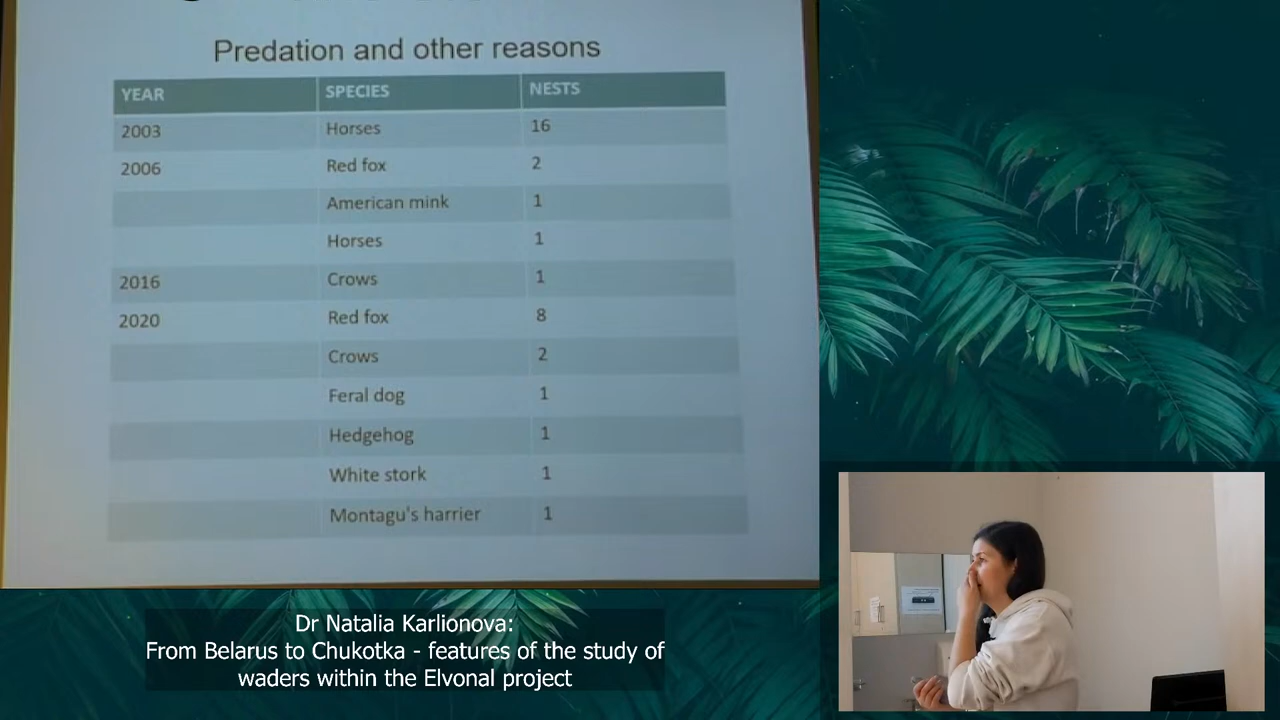 Predation and other reasons
YEAR SPECIES NESTS
2003 Horses 16
2006 Red fox 2
American mink 1
Horses 1
2016 Crows 1
2020 Red fox 8
Crows 2
Feral dog 1
Hedgehog 1
White stork 1
Montagu's harrier 1
Dr Natalia Karlionova:
From Belarus to Chukotka - features of the study of
waders within the Elvonal project